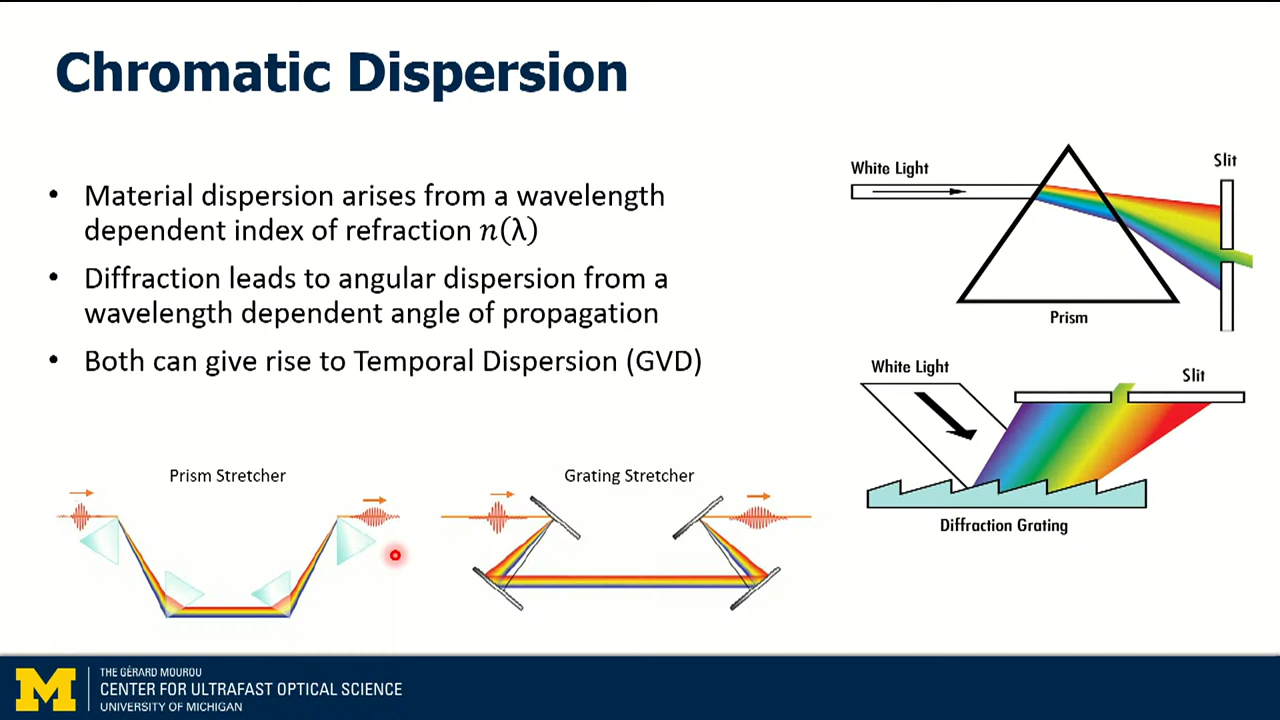 Chromatic Dispersion
• Material dispersion arises from a wavelength
dependent index of refraction n(λ)
• Diffraction leads to angular dispersion from a
wavelength dependent angle of propagation
• Both can give rise to Temporal Dispersion (GVD)
White Light
Slit
Prism
White Light
Slit
Diffraction Grating
Prism Stretcher
Grating Stretcher
M
THE GÉRARD MOUROU
CENTER FOR ULTRAFAST OPTICAL SCIENCE
UNIVERSITY OF MICHIGAN